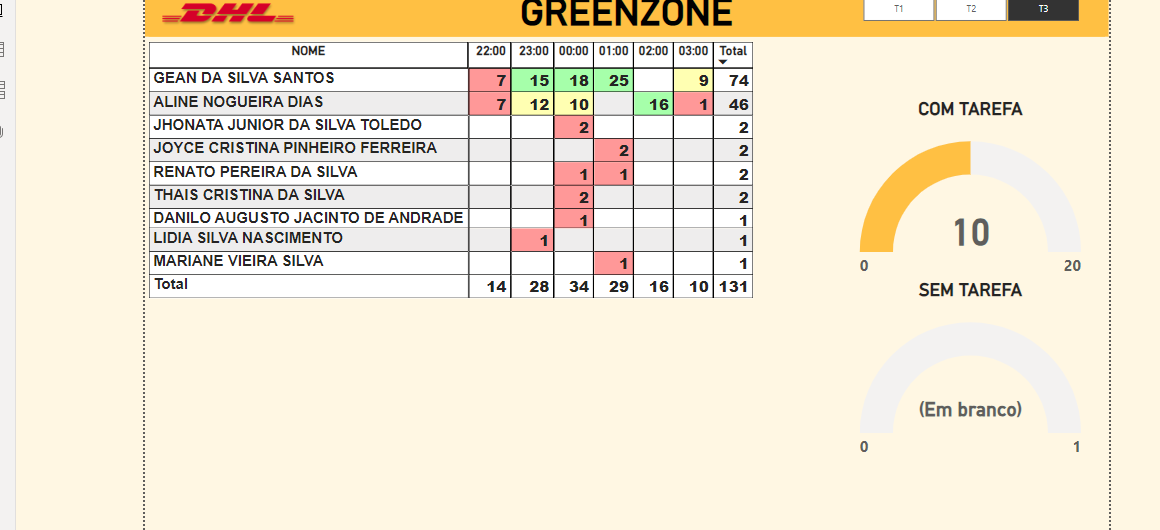 DHL
GREENZONE
T1 T2 T3
NOME 22:00 23:00 00:00 01:00 02:00 03:00 Total
GEAN DA SILVA SANTOS 7 15 18 25 9 74
ALINE NOGUEIRA DIAS 7 12 10 16 1 46
JHONATA JUNIOR DA SILVA TOLEDO 2 2
JOYCE CRISTINA PINHEIRO FERREIRA 2 2
RENATO PEREIRA DA SILVA 1 1 2
THAIS CRISTINA DA SILVA 2 2
DANILO AUGUSTO JACINTO DE ANDRADE 1 1
LIDIA SILVA NASCIMENTO 1 1
MARIANE VIEIRA SILVA 1 1
Total 14 28 34 29 16 10 131
COM TAREFA
10
0 20
SEM TAREFA
(Em branco)
0 1